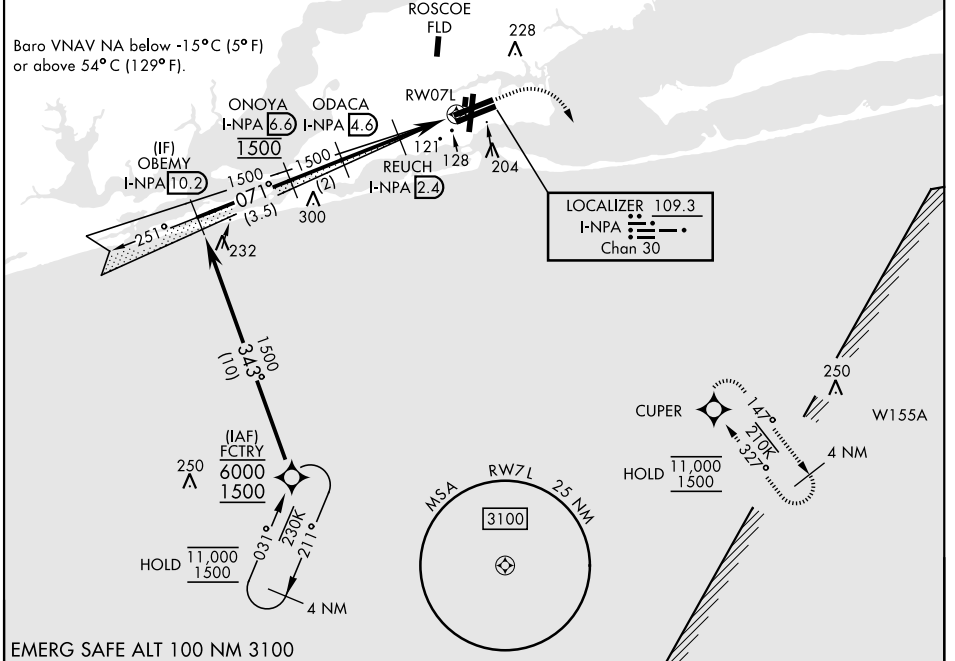 ROSCOE
FLD
Baro VNAV NA below -15°C (5°F)
or above 54°C (129°F).
228
RW07L
ONOYA
I-NPA 6.6
1500
ODACA
I-NPA 4.6
(IF)
OBEMY
I-NPA 10.2
1500
1500
071°
(3.5)
(2)
251°
232
300
121
128
204
REUCH
I-NPA 2.4
LOCALIZER 109.3
I-NPA
Chan 30
1500
343°
(10)
250
W155A
CUPER
147°
210K
327°
4 NM
HOLD 11,000
1500
(IAF)
FCTRY
6000
1500
250
031°
230K
211°
HOLD 11,000
1500
4 NM
MSA RW7L 25 NM
3100
EMERG SAFE ALT 100 NM 3100